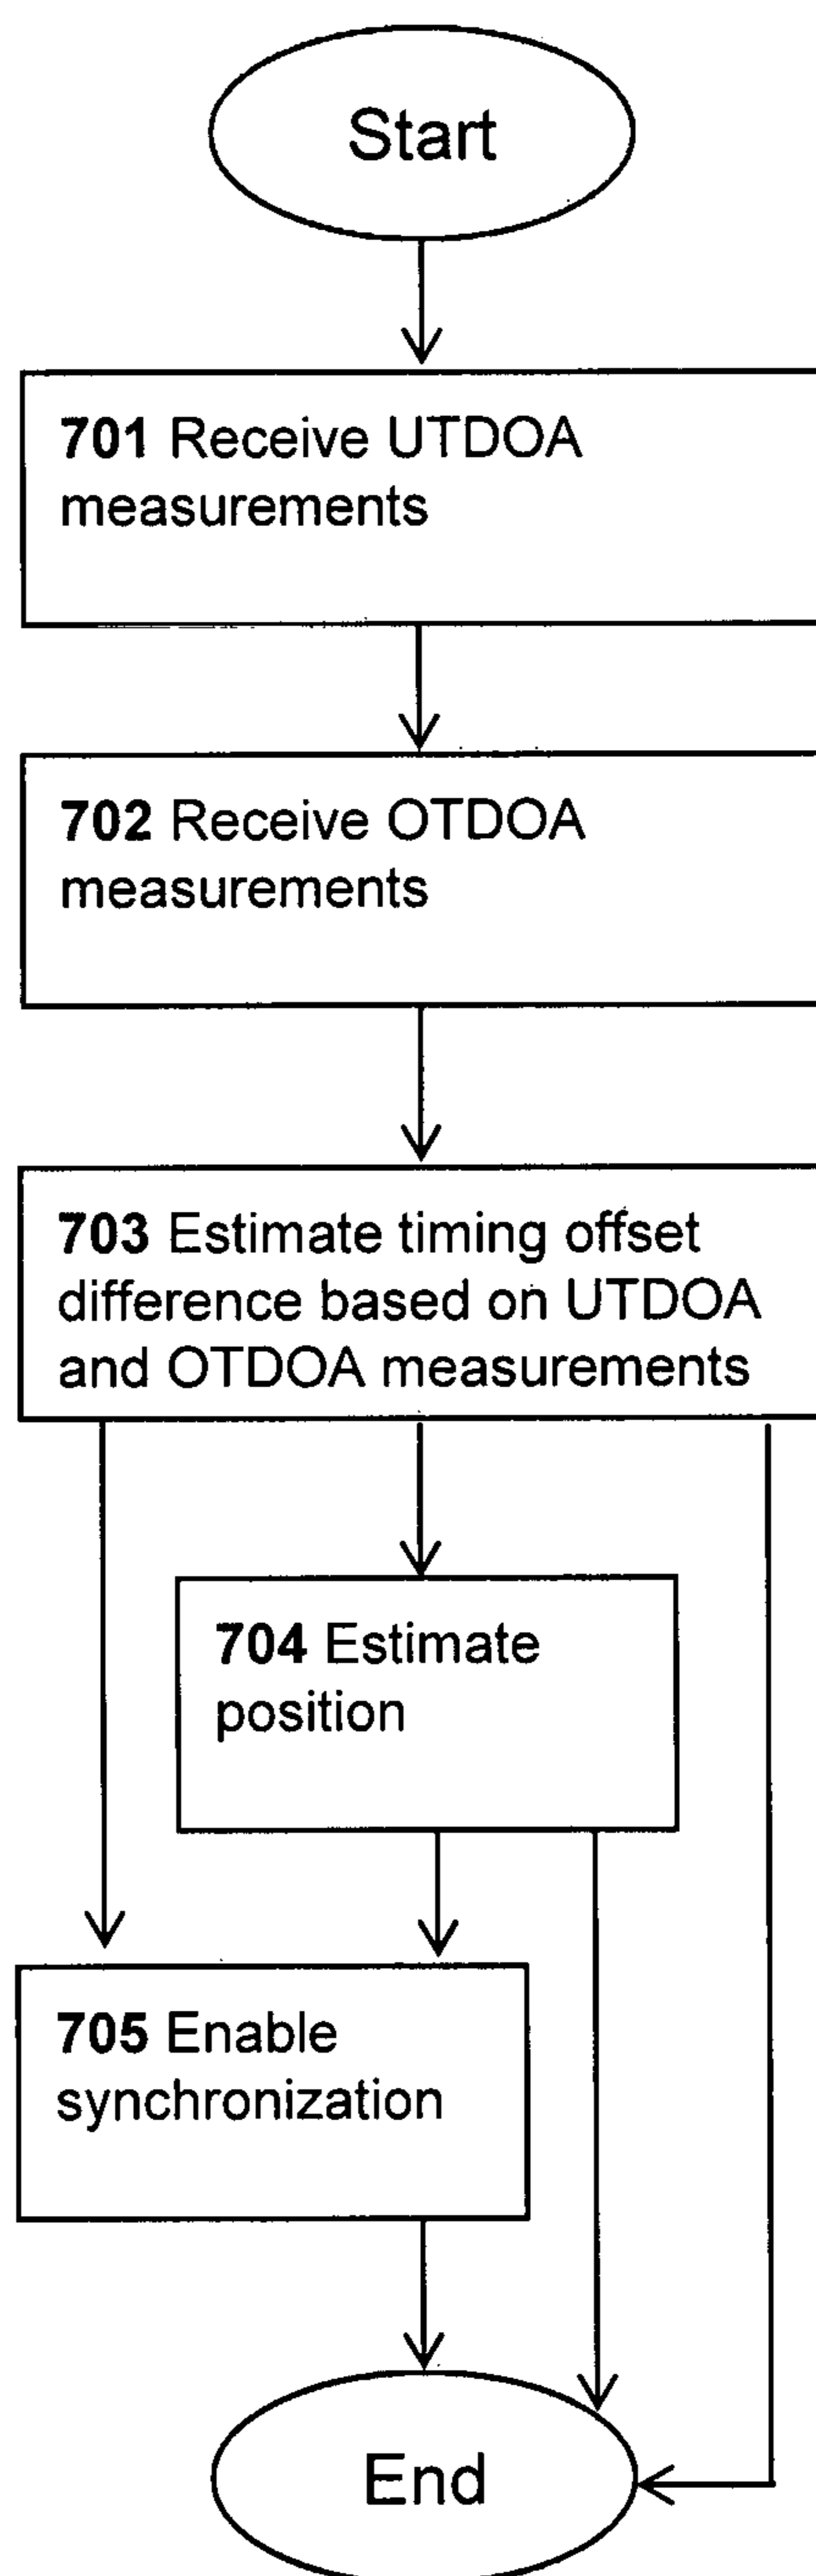 Start
701 Receive UTDOA
measurements
702 Receive OTDOA
measurements
703 Estimate timing offset
difference based on UTDOA
and OTDOA measurements
704 Estimate
position
705 Enable
synchronization
End